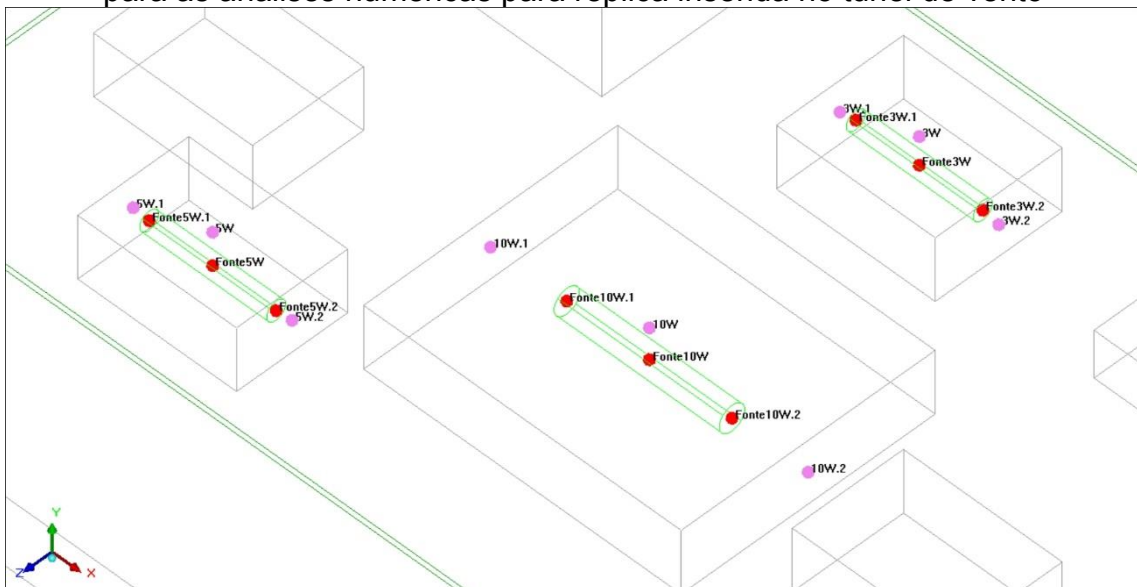 para as análises numéricas para réplica inserida no túnel de vento
3W.1
Fonte3W.1
3W
Fonte3W
Fonte3W.2
3W.2
5W.1
Fonte5W.1
5W
Fonte5W
Fonte5W.2
5W.2
10W.1
Fonte10W.1
10W
Fonte10W
Fonte10W.2
10W.2
Y
Z
X